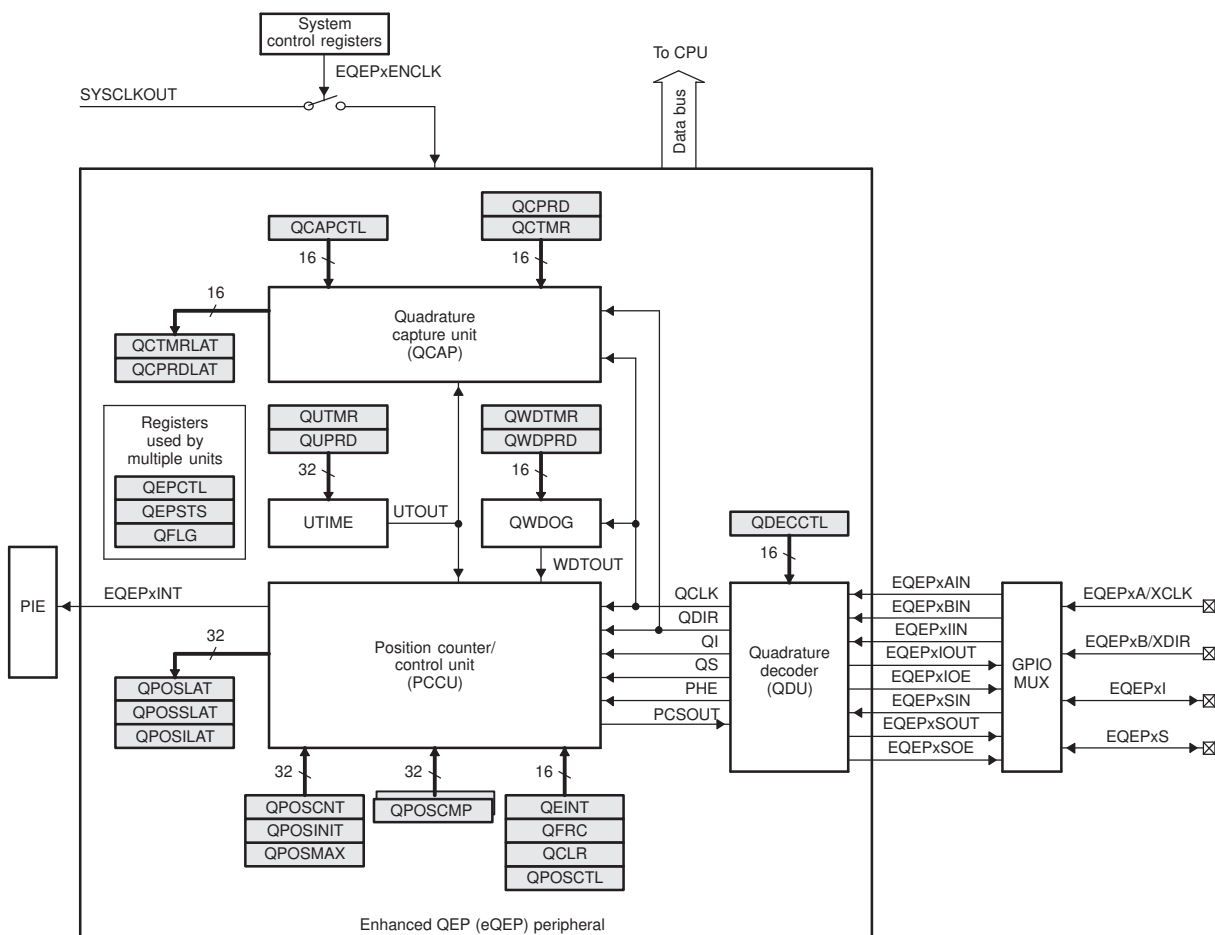 System
control registers
To CPU
EQEPxENCLK
SYSCLKOUT
Data bus
QCAPCTL
QCPRD
QCTMR
16
16
16
Quadrature
capture unit
(QCAP)
QCTMRLAT
QCPRDLAT
Registers
used by
multiple units
QEPCTL
QEPSTS
QFLG
QUTMR
QUPRD
32
QWDTMR
QWDPRD
16
UTIME
UTOUT
QWDOG
WDTOUT
QDECCTL
16
PIE
EQEPxINT
Position counter/
control unit
(PCCU)
QCLK
QDIR
QI
QS
PHE
PCSOUT
Quadrature
decoder
(QDU)
EQEPxAIN
EQEPxBIN
EQEPxIIN
EQEPxIOUT
EQEPxIOE
EQEPxSIN
EQEPxSOUT
EQEPxSOE
GPIO
MUX
EQEPxA/XCLK
EQEPxB/XDIR
EQEPxI
EQEPxS
32
QPOSLAT
QPOSSLAT
QPOSILAT
32
32
16
QPOSCNT
QPOSINIT
QPOSMAX
QPOSCMP
QEINT
QFRC
QCLR
QPOSCTL
Enhanced QEP (eQEP) peripheral